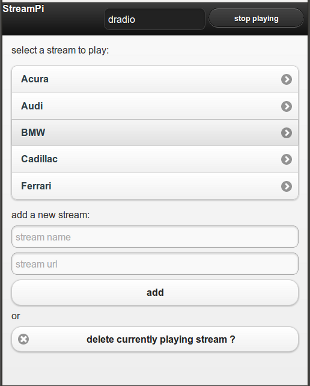 StreamPi
dradio
stop playing
select a stream to play:
Acura
Audi
BMW
Cadillac
Ferrari
add a new stream:
stream name
stream url
add
or
delete currently playing stream ?